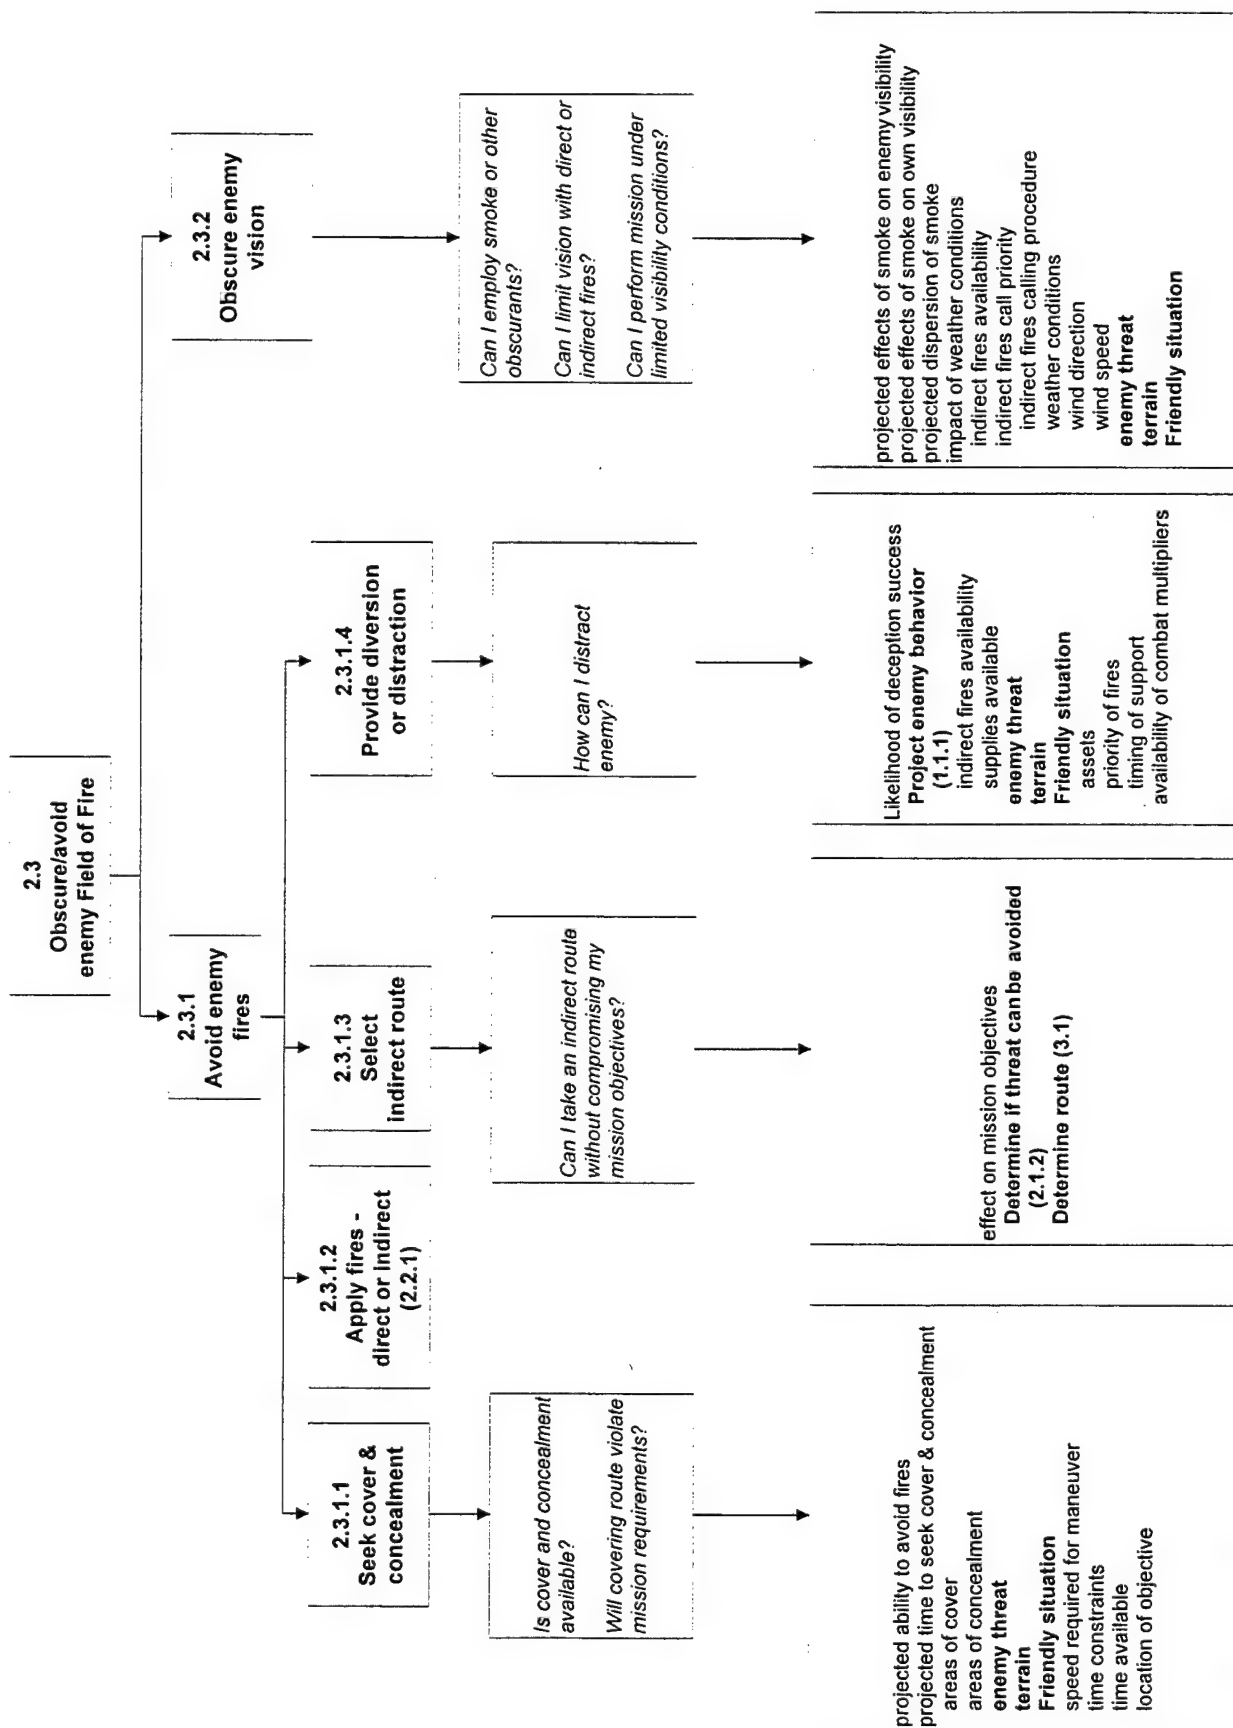 2.3
Obscure/avoid
enemy Field of Fire
2.3.1
Avoid enemy
fires
2.3.2
Obscure enemy
vision
2.3.1.1
Seek cover &
concealment
2.3.1.2
Apply fires -
direct or Indirect
(2.2.1)
2.3.1.3
Select
indirect route
2.3.1.4
Provide diversion
or distraction
Is cover and concealment
available?
Will covering route violate
mission requirements?
Can I take an indirect route
without compromising my
mission objectives?
How can I distract
enemy?
Can I employ smoke or other
obscurants?
Can I limit vision with direct or
indirect fires?
Can I perform mission under
limited visibility conditions?
projected ability to avoid fires
projected time to seek cover & concealment
areas of cover
areas of concealment
enemy threat
terrain
Friendly situation
speed required for maneuver
time constraints
time available
location of objective
effect on mission objectives
Determine if threat can be avoided
(2.1.2)
Determine route (3.1)
Likelihood of deception success
Project enemy behavior
(1.1.1)
indirect fires availability
supplies available
enemy threat
terrain
Friendly situation
assets
priority of fires
timing of support
availability of combat multipliers
projected effects of smoke on enemy visibility
projected effects of smoke on own visibility
projected dispersion of smoke
impact of weather conditions
indirect fires availability
indirect fires call priority
indirect fires calling procedure
weather conditions
wind direction
wind speed
enemy threat
terrain
Friendly situation